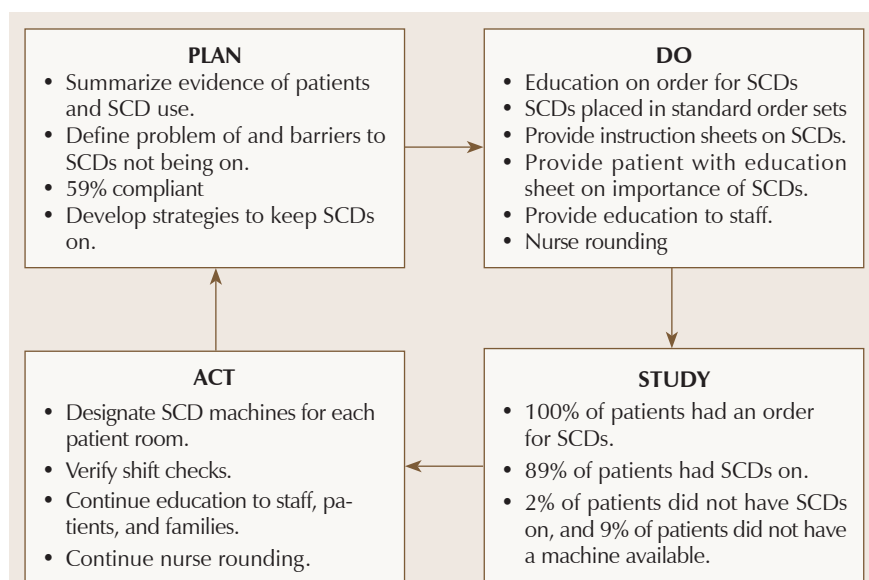 PLAN
• Summarize evidence of patients
and SCD use.
• Define problem of and barriers to
SCDs not being on.
• 59% compliant
• Develop strategies to keep SCDs
on.
DO
• Education on order for SCDs
• SCDs placed in standard order sets
• Provide instruction sheets on SCDs.
• Provide patient with education
sheet on importance of SCDs.
• Provide education to staff.
• Nurse rounding
STUDY
• 100% of patients had an order
for SCDs.
• 89% of patients had SCDs on.
• 2% of patients did not have SCDs
on, and 9% of patients did not have
a machine available.
ACT
• Designate SCD machines for each
patient room.
• Verify shift checks.
• Continue education to staff, pa-
tients, and families.
• Continue nurse rounding.